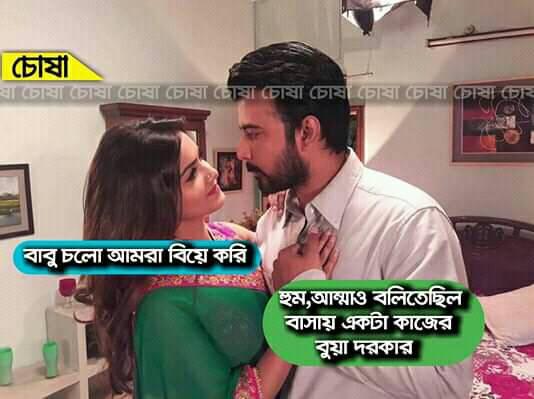 চোষা
চোষা চোষা চোষা চোষা চোষা চোষা চোষা চোষা চোষা চোষা
বাবু চলো আমরা বিয়ে করি
হুম,আম্মাও বলিতেছিল
বাসায় একটা কাজের
বুয়া দরকার